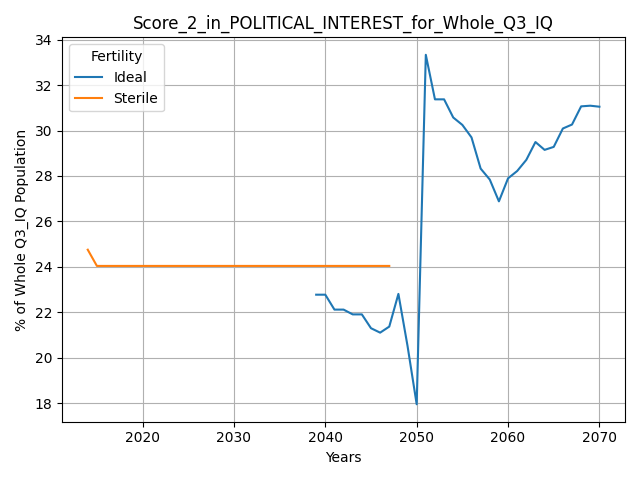 Score_2_in_POLITICAL_INTEREST_for_Whole_Q3_IQ
Fertility
Ideal
Sterile
% of Whole Q3_IQ Population
34
32
30
28
26
24
22
20
18
2020 2030 2040 2050 2060 2070
Years